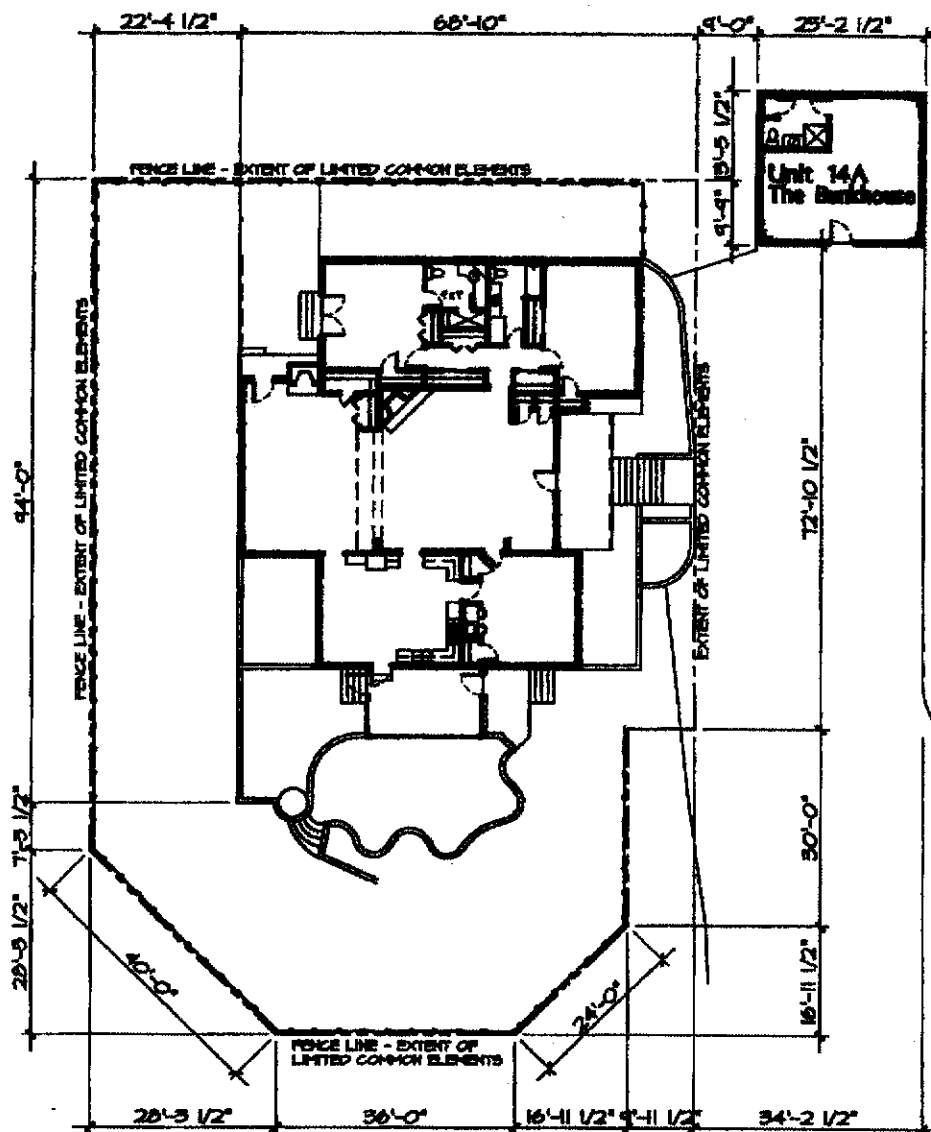 22'-4 1/2"
68'-10"
9'-0"
25'-2 1/2"
13'-5 1/2"
9'-9"
Unit 14A
The Bunkhouse
FENCE LINE - EXTENT OF LIMITED COMMON ELEMENTS
FENCE LINE - EXTENT OF LIMITED COMMON ELEMENTS
94'-0"
EXTENT OF LIMITED COMMON ELEMENTS
72'-10 1/2"
7'-3 1/2"
30'-0"
28'-3 1/2"
40'-0"
24'-0"
16'-11 1/2"
FENCE LINE - EXTENT OF
LIMITED COMMON ELEMENTS
28'-3 1/2"
36'-0"
16'-11 1/2"
9'-11 1/2"
34'-2 1/2"